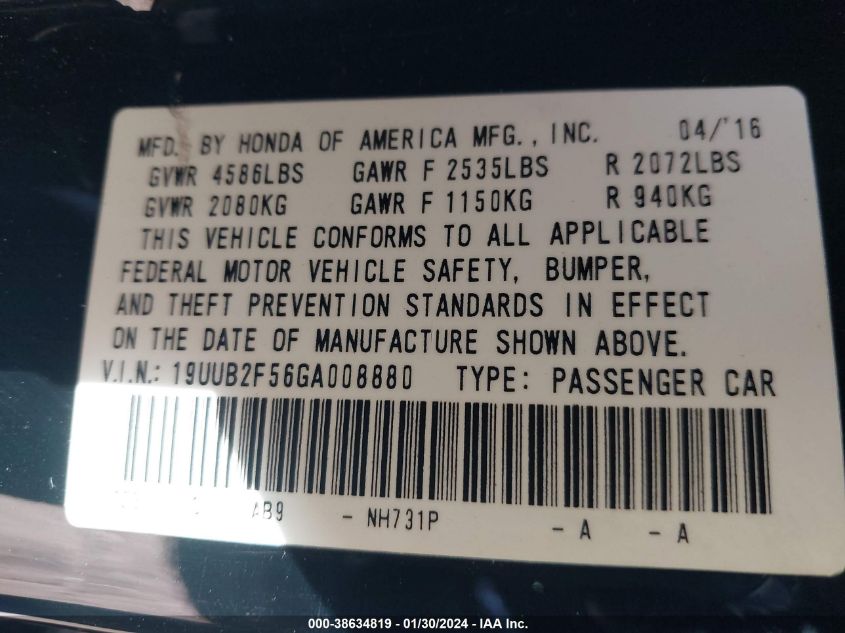 MFD. BY HONDA OF AMERICA MFG., INC. 04/'16
GVWR 4586LBS GAWR F 2535LBS R 2072LBS
GVWR 2080KG GAWR F 1150KG R 940KG
THIS VEHICLE CONFORMS TO ALL APPLICABLE
FEDERAL MOTOR VEHICLE SAFETY, BUMPER,
AND THEFT PREVENTION STANDARDS IN EFFECT
ON THE DATE OF MANUFACTURE SHOWN ABOVE.
V.I.N.: 19UUB2F56GA008880 TYPE: PASSENGER CAR
AB9 - NH731P - A - A
000-38634819 - 01/30/2024 - IAA Inc.